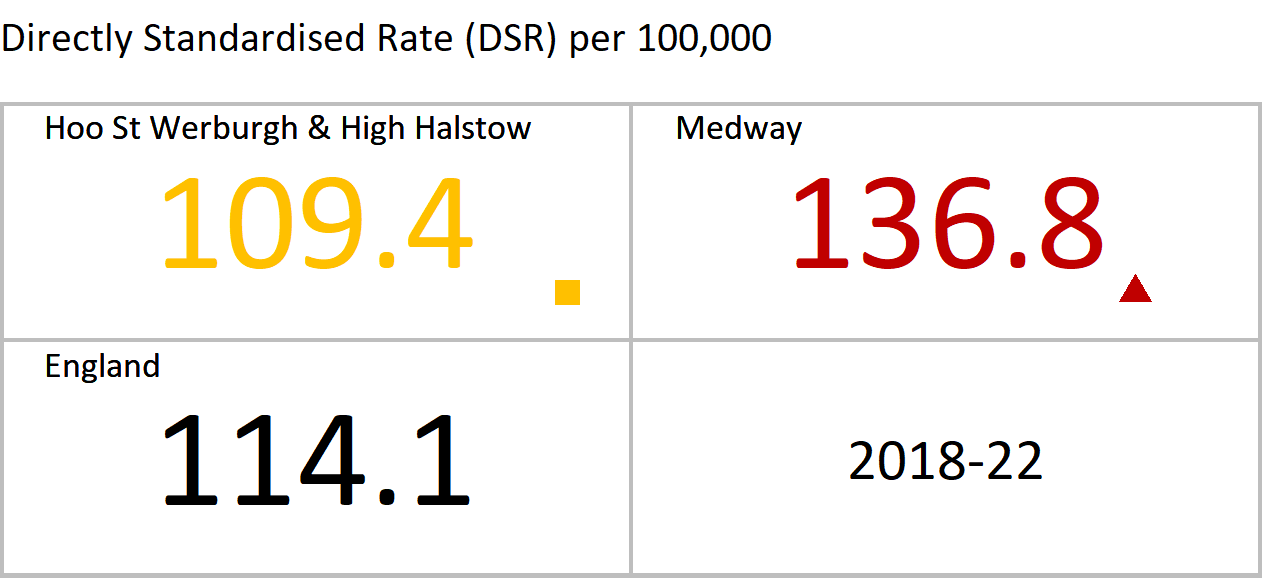 Directly Standardised Rate (DSR) per 100,000
Hoo St Werburgh & High Halstow
109.4
Medway
136.8
England
114.1
2018-22